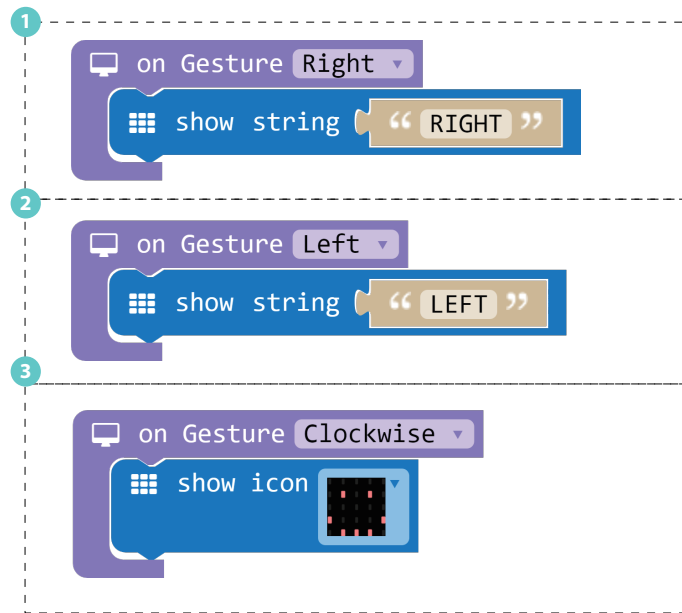 1
on Gesture Right
show string “ RIGHT ”
2
on Gesture Left
show string “ LEFT ”
3
on Gesture Clockwise
show icon